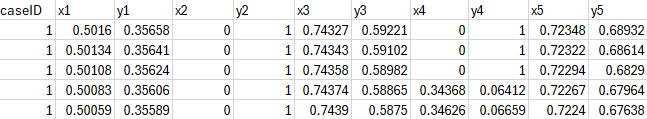 caseID x1 y1 x2 y2 x3 y3 x4 y4 x5 y5
1 0.5016 0.35658 0 1 0.74327 0.59221 0 1 0.72348 0.68932
1 0.50134 0.35641 0 1 0.74343 0.59102 0 1 0.72322 0.68614
1 0.50108 0.35624 0 1 0.74358 0.58982 0 1 0.72294 0.6829
1 0.50083 0.35606 0 1 0.74374 0.58865 0.34368 0.06412 0.72267 0.67964
1 0.50059 0.35589 0 1 0.7439 0.5875 0.34626 0.06659 0.7224 0.67638